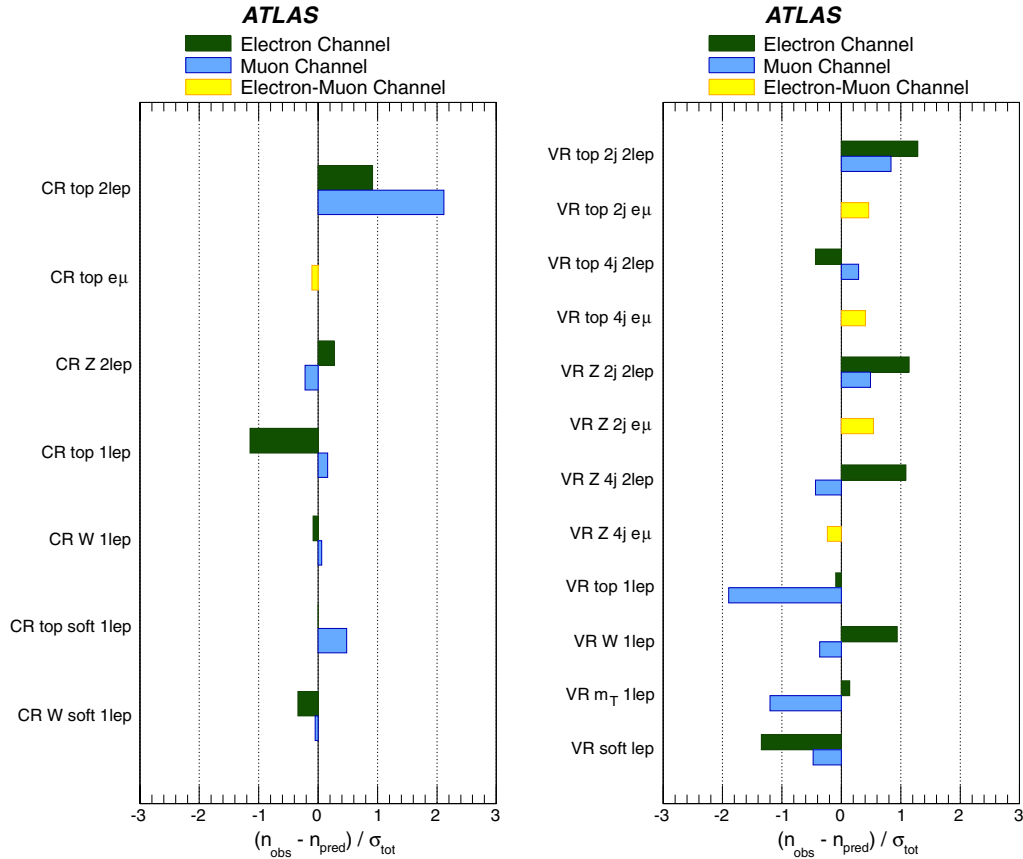 ATLAS
Electron Channel
Muon Channel
Electron-Muon Channel
CR top 2lep
CR top eμ
CR Z 2lep
CR top 1lep
CR W 1lep
CR top soft 1lep
CR W soft 1lep
-3 -2 -1 0 1 2 3
(n_obs - n_pred) / σ_tot
ATLAS
Electron Channel
Muon Channel
Electron-Muon Channel
VR top 2j 2lep
VR top 2j eμ
VR top 4j 2lep
VR top 4j eμ
VR Z 2j 2lep
VR Z 2j eμ
VR Z 4j 2lep
VR Z 4j eμ
VR top 1lep
VR W 1lep
VR m_T 1lep
VR soft lep
-3 -2 -1 0 1 2 3
(n_obs - n_pred) / σ_tot